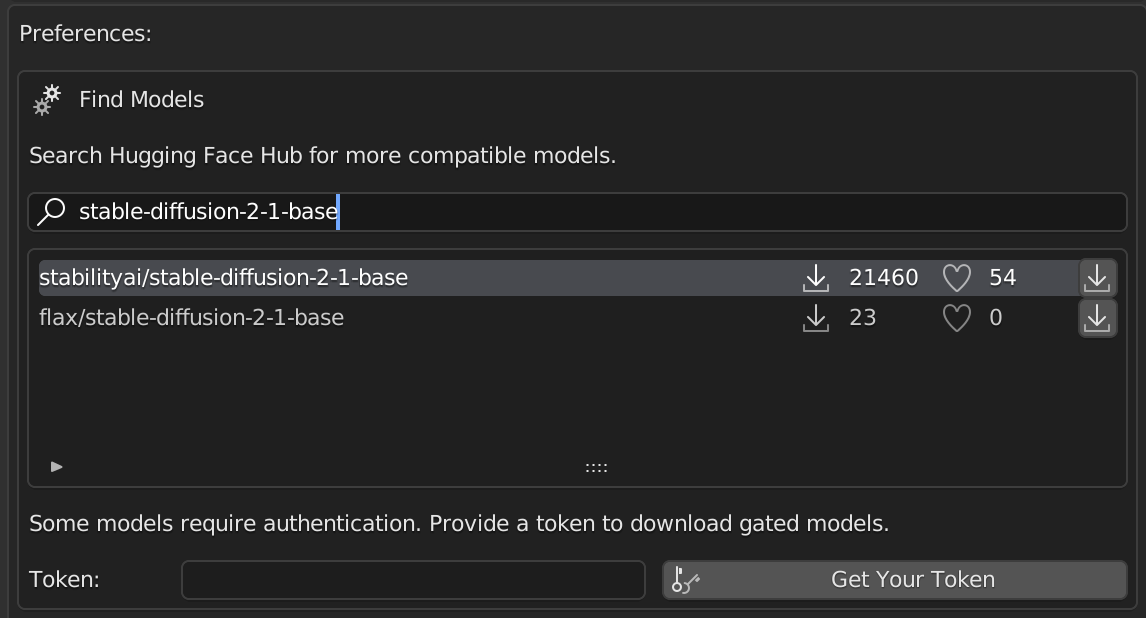 Preferences:
Find Models
Search Hugging Face Hub for more compatible models.
stable-diffusion-2-1-base
stabilityai/stable-diffusion-2-1-base 21460 54
flax/stable-diffusion-2-1-base 23 0
Some models require authentication. Provide a token to download gated models.
Token: Get Your Token